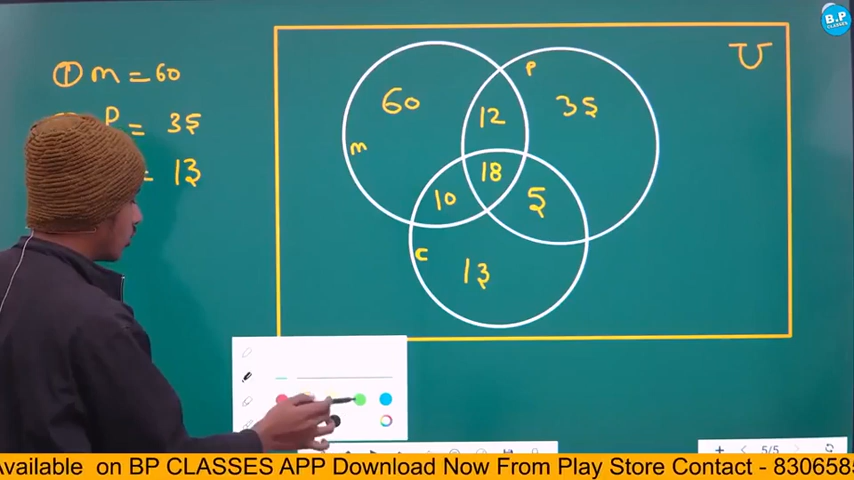 B.P
CLASSES
① m = 60
P = 35
= 13
U
P
60
12
35
m
18
10
5
C
13
5/5
Available on BP CLASSES APP Download Now From Play Store Contact - 830658